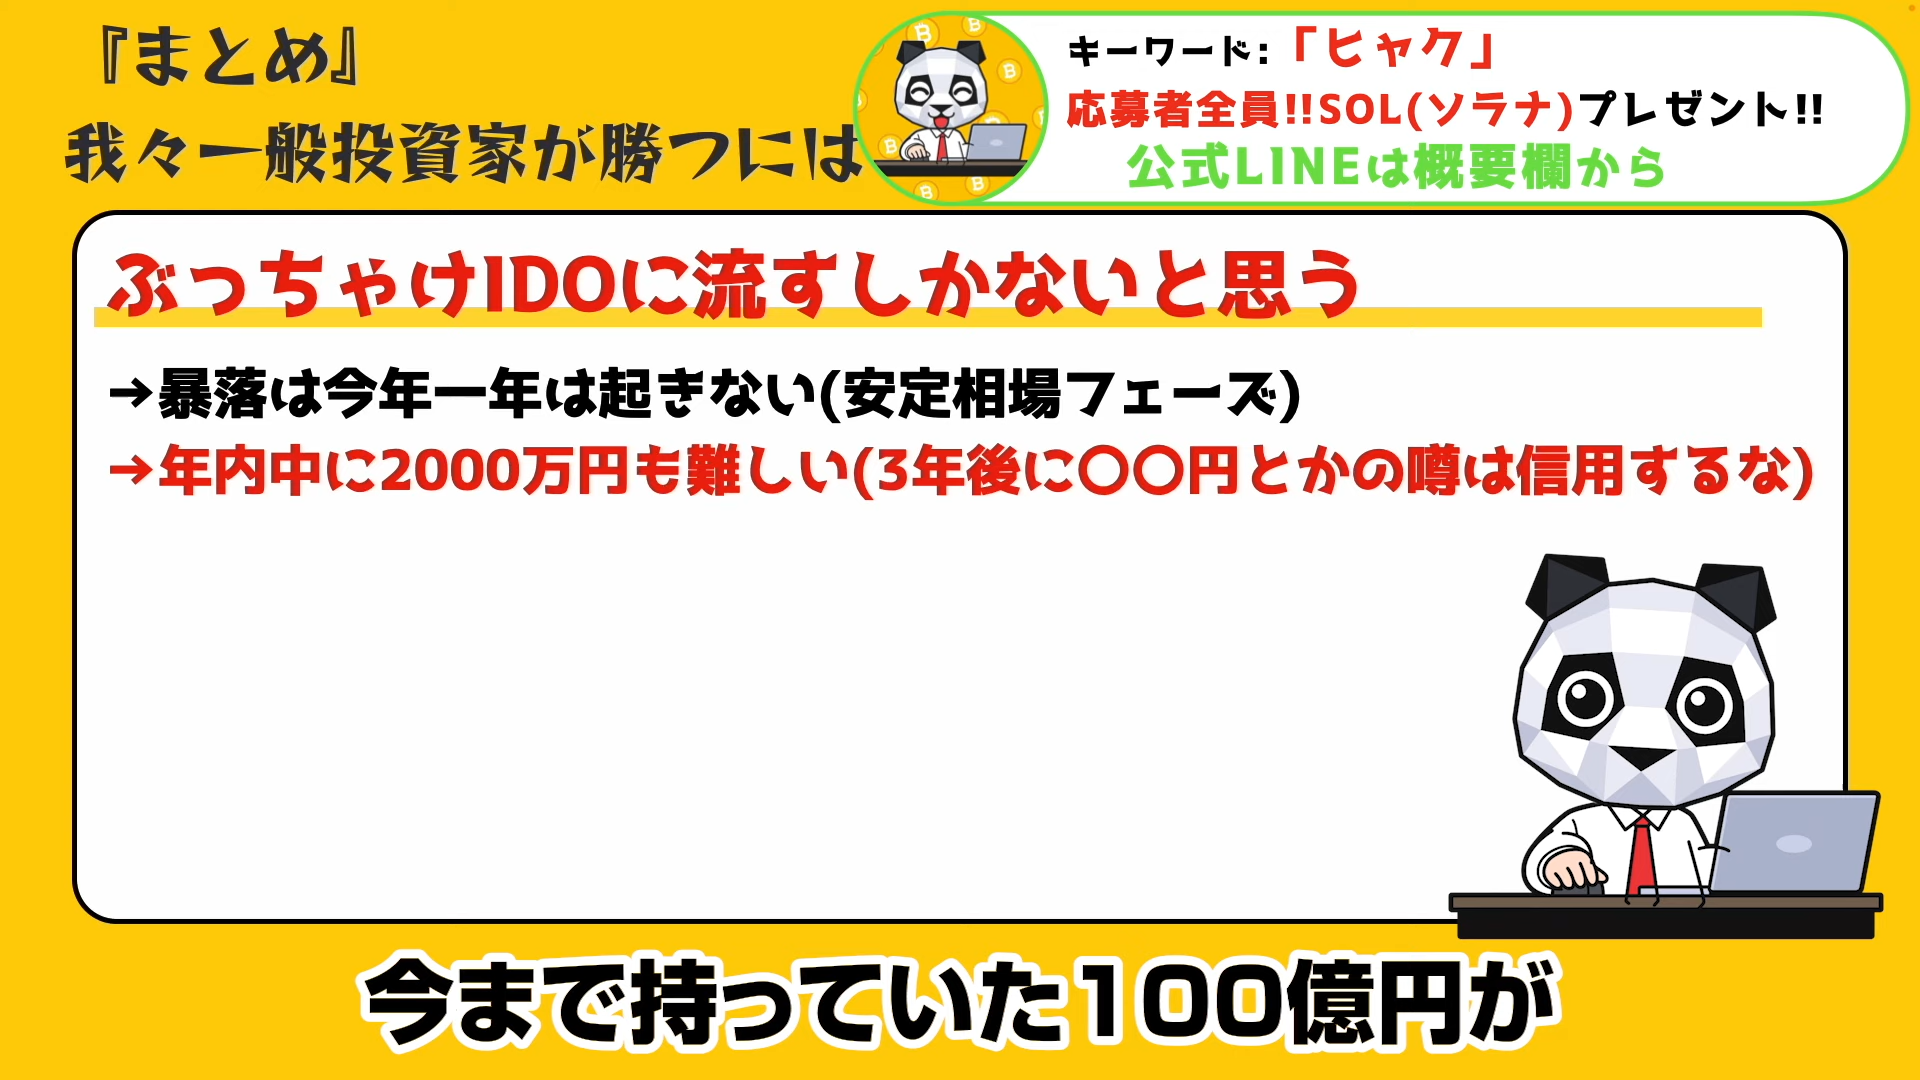 『まとめ』
我々一般投資家が勝つには
キーワード:「ヒャク」
応募者全員!!SOL(ソラナ)プレゼント!!
公式LINEは概要欄から
ぶっちゃけIDOに流すしかないと思う
→暴落は今年一年は起きない(安定相場フェーズ)
→年内中に2000万円も難しい(3年後に〇〇円とかの噂は信用するな)
今まで持っていた100億円が